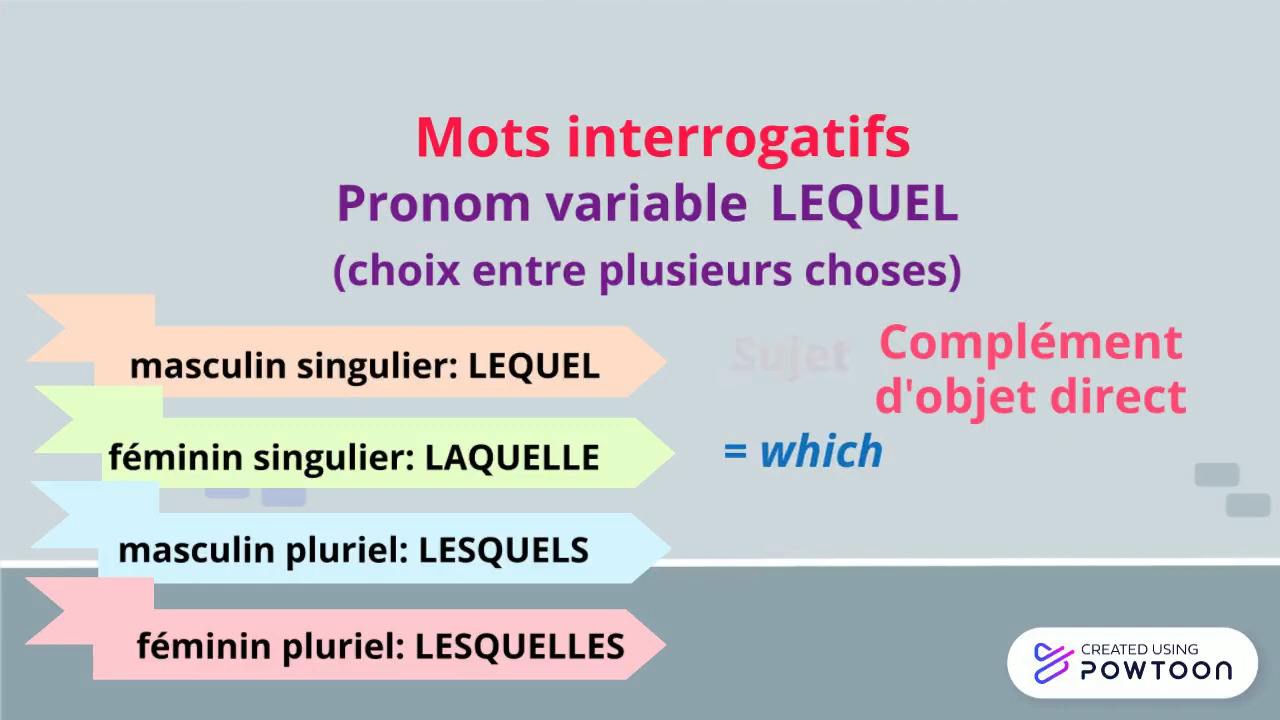 Mots interrogatifs
Pronom variable LEQUEL
(choix entre plusieurs choses)
masculin singulier: LEQUEL
féminin singulier: LAQUELLE
masculin pluriel: LESQUELS
féminin pluriel: LESQUELLES
Sujet
Complément
d'objet direct
= which
CREATED USING
POWTOON